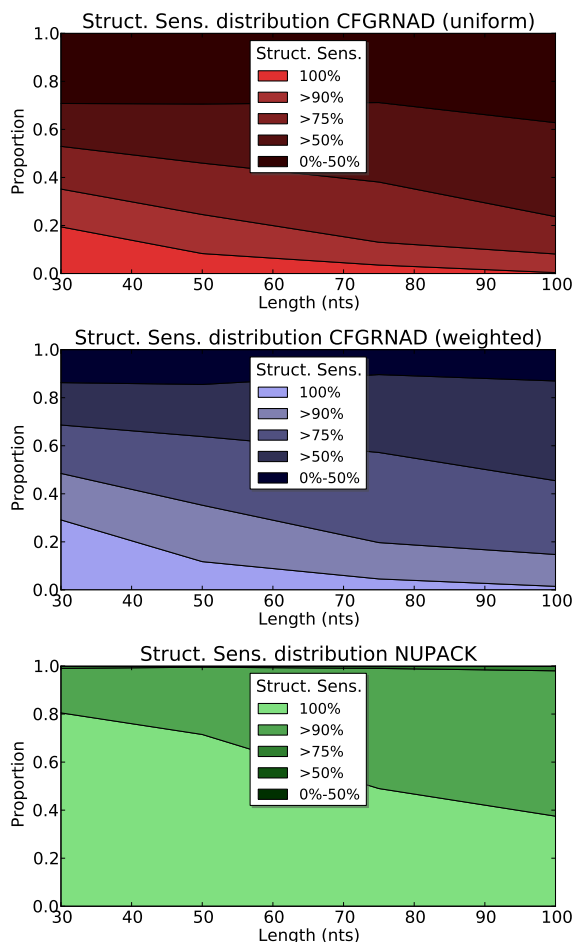 Struct. Sens. distribution CFGRNAD (uniform)
1.0
0.8
0.6
0.4
0.2
0.0
Proportion
Struct. Sens.
100%
>90%
>75%
>50%
0%-50%
30 40 50 60 70 80 90 100
Length (nts)
Struct. Sens. distribution CFGRNAD (weighted)
1.0
0.8
0.6
0.4
0.2
0.0
Proportion
Struct. Sens.
100%
>90%
>75%
>50%
0%-50%
30 40 50 60 70 80 90 100
Length (nts)
Struct. Sens. distribution NUPACK
1.0
0.8
0.6
0.4
0.2
0.0
Proportion
Struct. Sens.
100%
>90%
>75%
>50%
0%-50%
30 40 50 60 70 80 90 100
Length (nts)